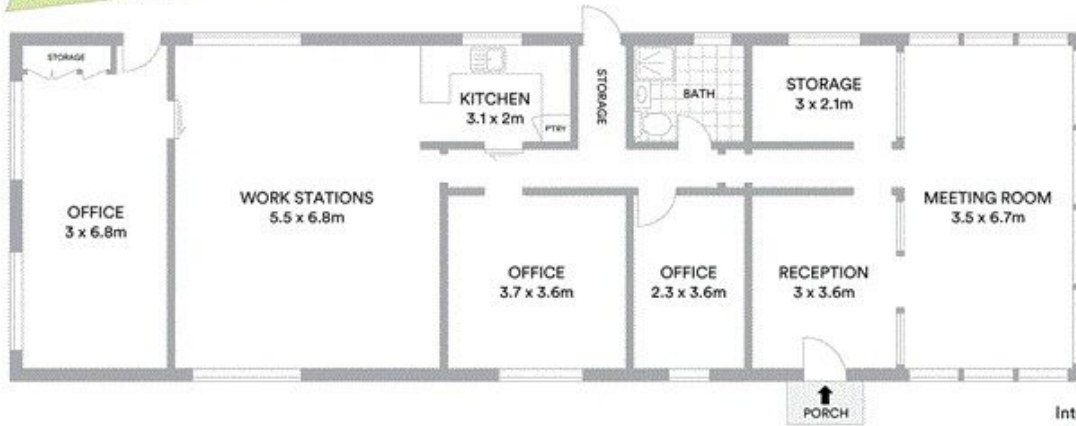 STORAGE
KITCHEN
3.1 x 2m
PTRY
STORAGE
BATH
STORAGE
3 x 2.1m
OFFICE
3 x 6.8m
WORK STATIONS
5.5 x 6.8m
MEETING ROOM
3.5 x 6.7m
OFFICE
3.7 x 3.6m
OFFICE
2.3 x 3.6m
RECEPTION
3 x 3.6m
PORCH
Int